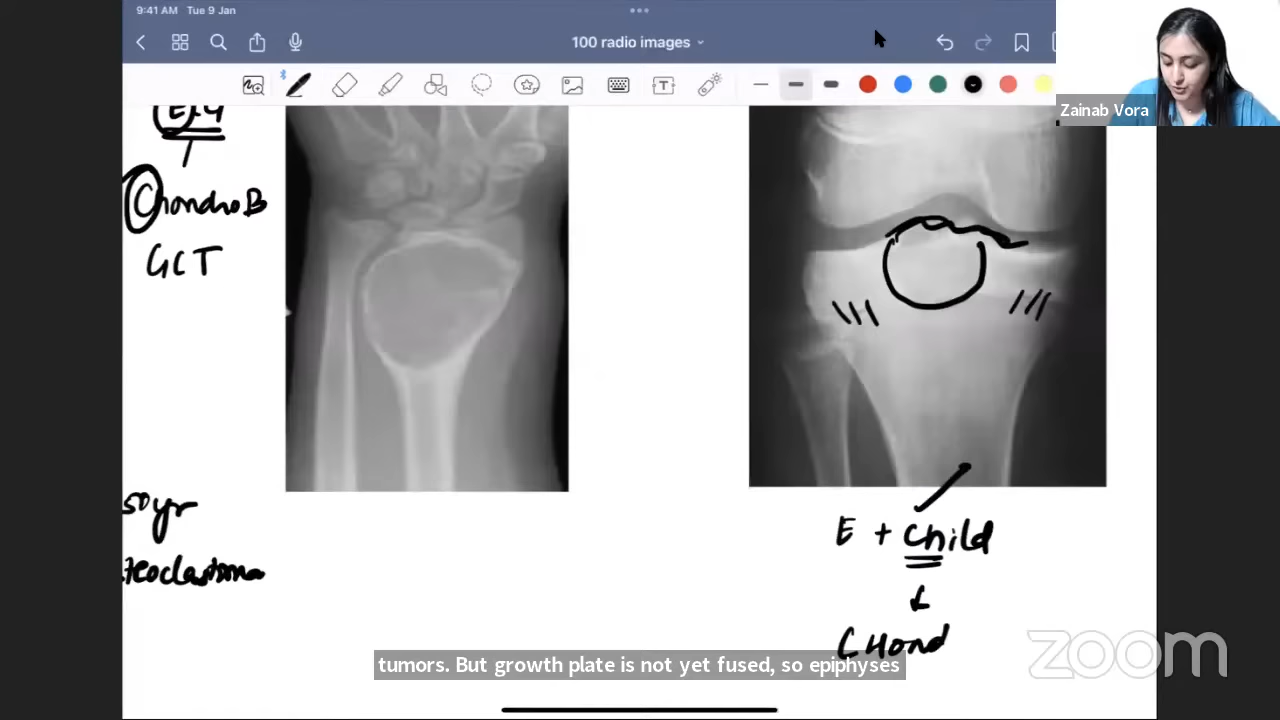 9:41 AM Tue 9 Jan
100 radio images
Zainab Vora
ChondroB
GCT
50yr
teoclastoma
E + Child
CHond
tumors. But growth plate is not yet fused, so epiphyses
zoom